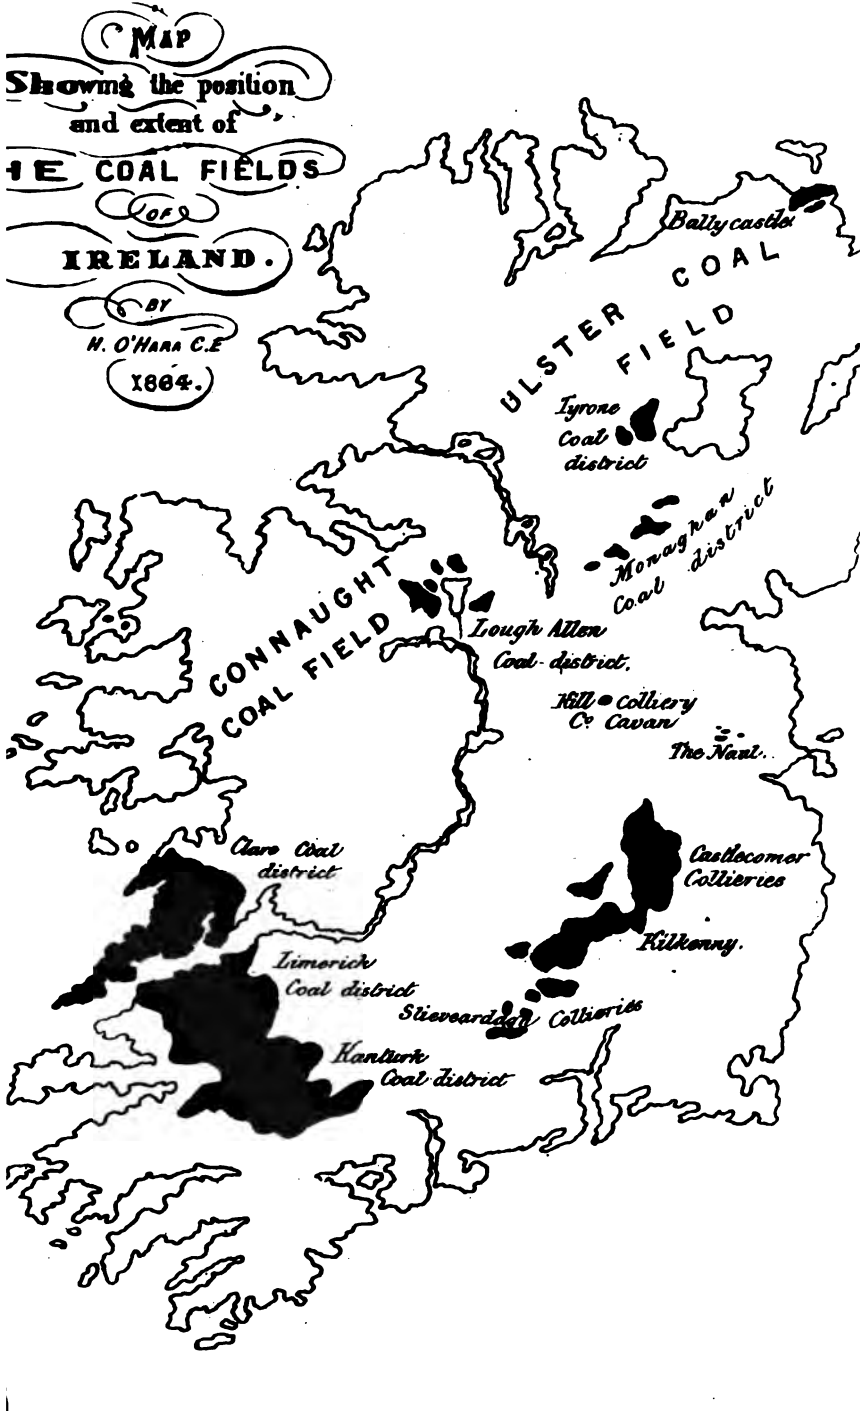 MAP
Showing the position
and extent of
HE COAL FIELDS
OF
IRELAND.
BY
H. O'HARA C.E
1864.
Ballycastle.
ULSTER COAL
FIELD
Tyrone
Coal
district
Monaghan
Coal district
CONNAUGHT
COAL FIELD
Lough Allen
Coal-district.
Hill Colliery
Co. Cavan
The Naul.
Castlecomer
Collieries
Clare Coal
district
Kilkenny.
Limerick
Coal district
Slieveardagh Collieries
Kanturk
Coal district